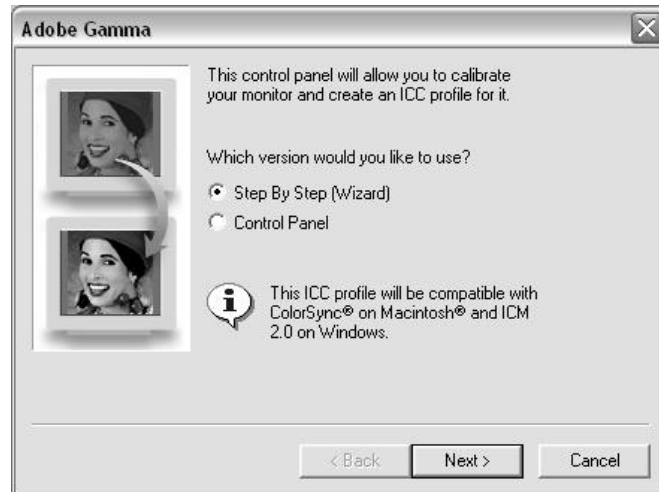 Adobe Gamma
This control panel will allow you to calibrate
your monitor and create an ICC profile for it.
Which version would you like to use?
Step By Step (Wizard)
Control Panel
This ICC profile will be compatible with
ColorSync® on Macintosh® and ICM
2.0 on Windows.
< Back
Next >
Cancel